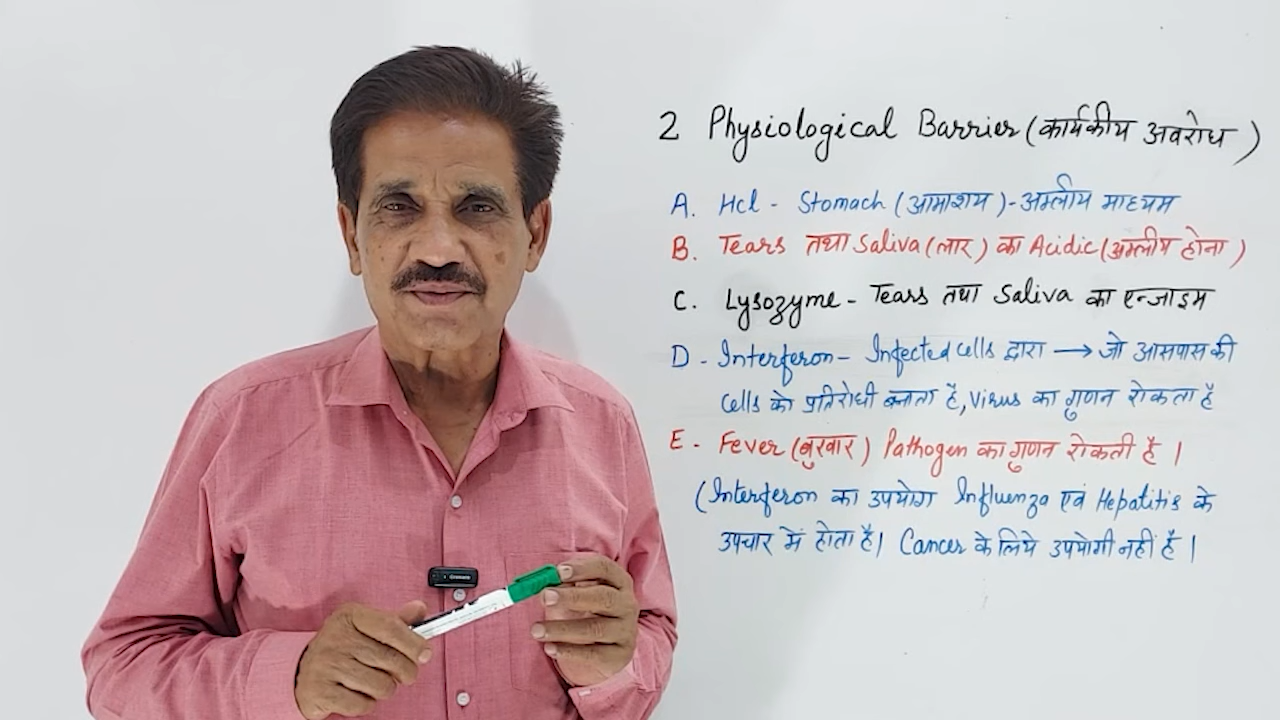 2 Physiological Barrier (कार्यकीय अवरोध)
A. Hcl - Stomach (आमाशय) - अम्लीय माध्यम
B. Tears तथा Saliva (लार) का Acidic (अम्लीय होना)
C. Lysozyme - Tears तथा Saliva का एन्जाइम
D - Interferon - Infected cells द्वारा → जो आसपास की
Cells को प्रतिरोधी बनाता है, Virus का गुणन रोकता है
E - Fever (बुखार) Pathogen का गुणन रोकती है ।
(Interferon का उपयोग Influenza एवं Hepatitis के
उपचार में होता है। Cancer के लिये उपयोगी नहीं है ।